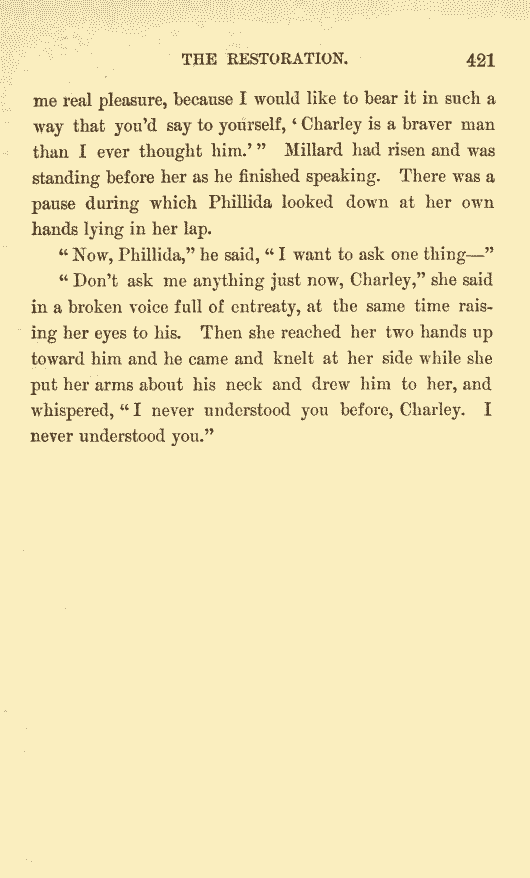 THE RESTORATION. 421
me real pleasure, because I would like to bear it in such a
way that you'd say to yourself, ‘ Charley is a braver man
than I ever thought him.’ ” Millard had risen and was
standing before her as he finished speaking. There was a
pause during which Phillida looked down at her own
hands lying in her lap.
“ Now, Phillida,” he said, “ I want to ask one thing—”
“ Don't ask me anything just now, Charley,” she said
in a broken voice full of entreaty, at the same time rais-
ing her eyes to his. Then she reached her two hands up
toward him and he came and knelt at her side while she
put her arms about his neck and drew him to her, and
whispered, “ I never understood you before, Charley. I
never understood you.”